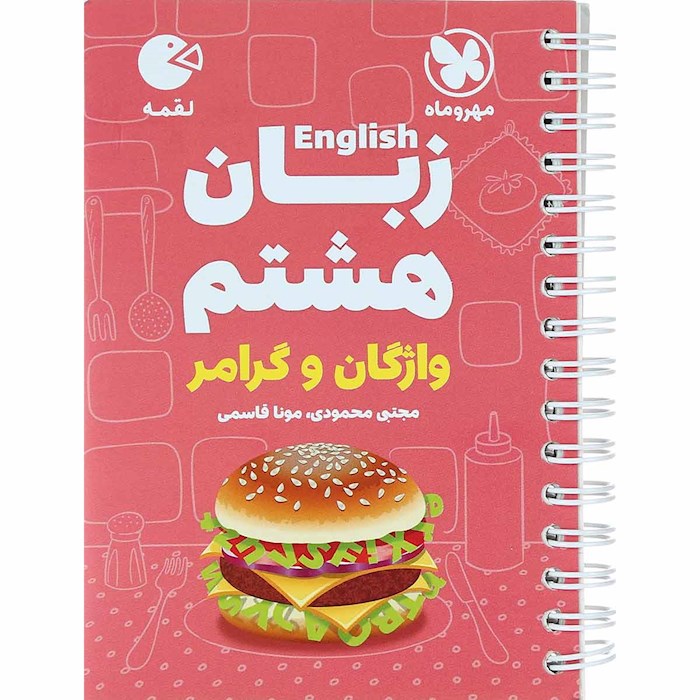 مهروماه
لقمه
English
زبان
هشتم
واژگان و گرامر
مجتبی محمودی، مونا قاسمی